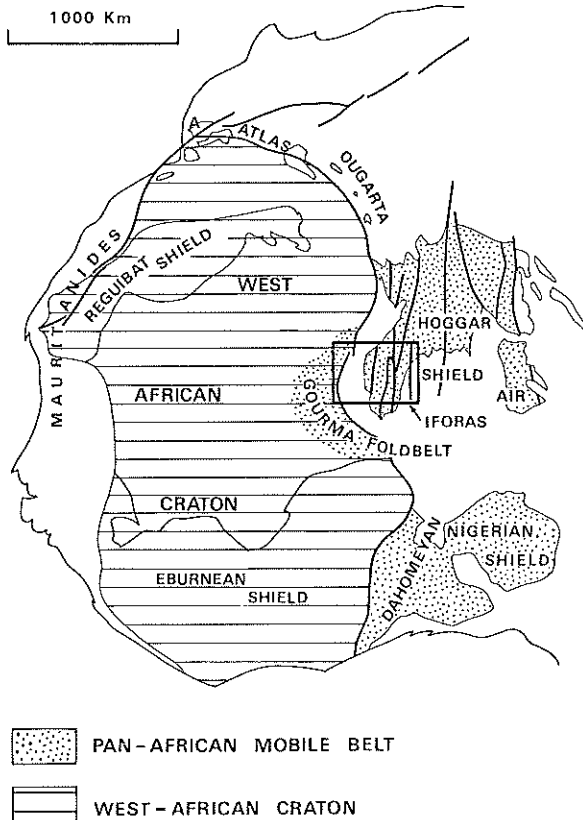 1000 Km
A
ATLAS
OUGARTA
MAURITANIDES
REGUIBAT SHIELD
WEST
HOGGAR
SHIELD
AIR
AFRICAN
GOURMA FOLDBELT
IFORAS
CRATON
DAHOMEYAN
NIGERIAN
SHIELD
EBURNEAN
SHIELD
PAN-AFRICAN MOBILE BELT
WEST-AFRICAN CRATON